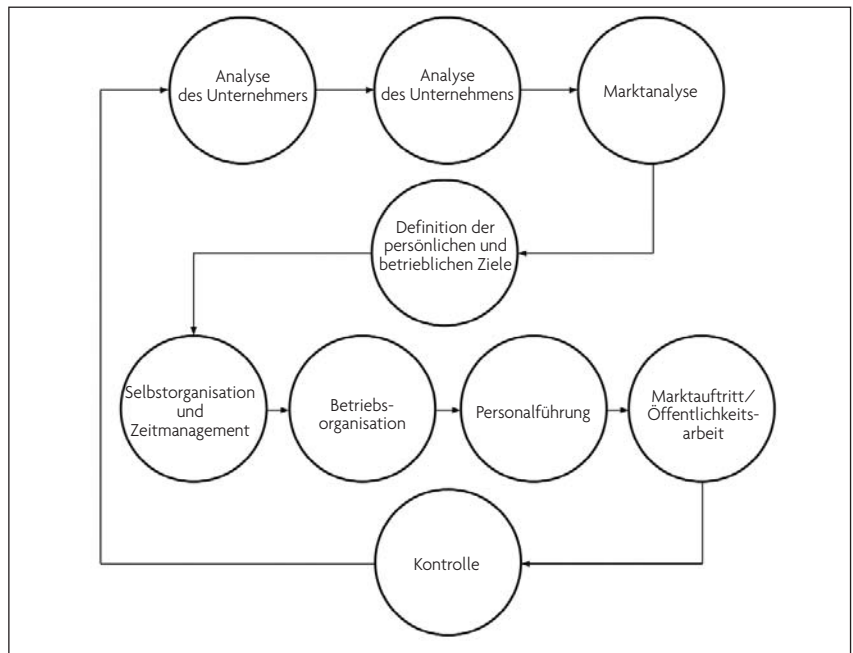 Analyse
des Unternehmers
Analyse
des Unternehmens
Marktanalyse
Definition der
persönlichen und
betrieblichen Ziele
Selbstorganisation
und
Zeitmanagement
Betriebs-
organisation
Personalführung
Marktauftritt/
Öffentlichkeits-
arbeit
Kontrolle